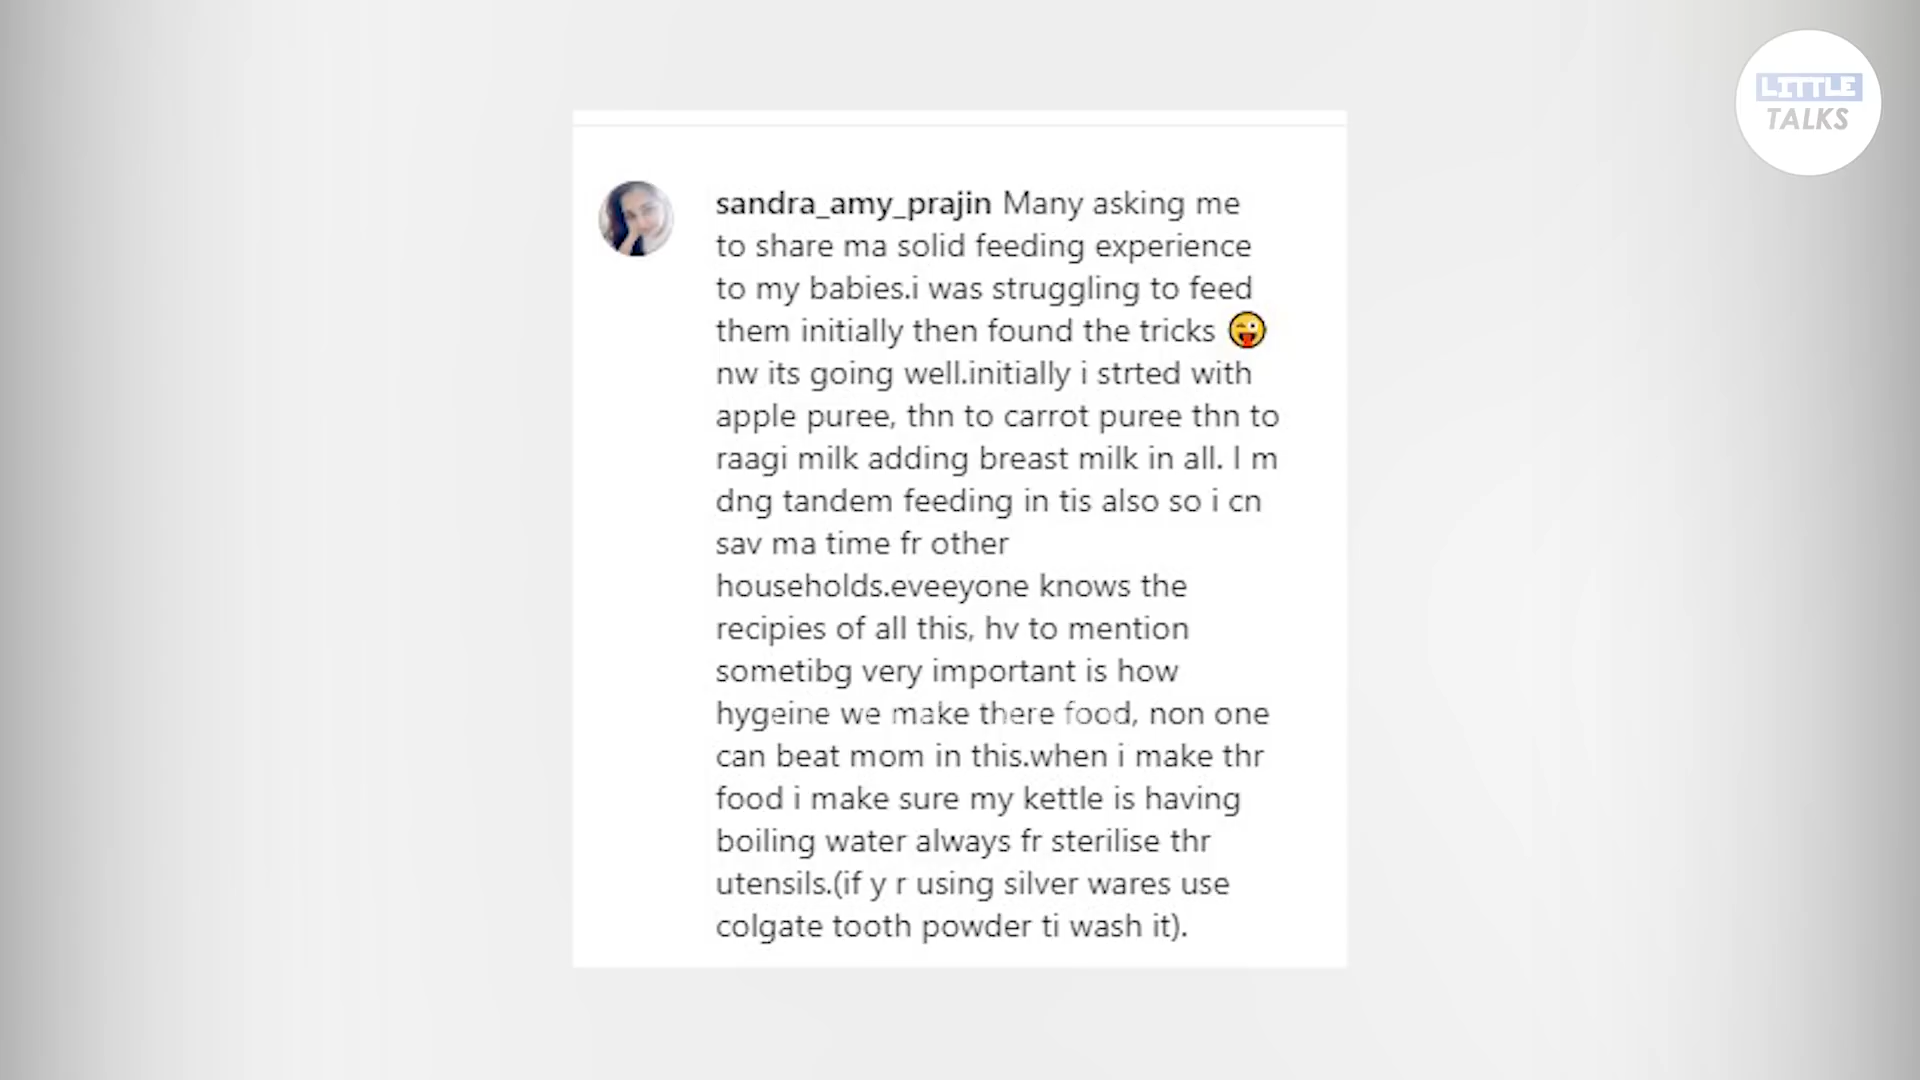 LITTLE
TALKS
sandra_amy_prajin Many asking me
to share ma solid feeding experience
to my babies.i was struggling to feed
them initially then found the tricks 😜
nw its going well.initially i strted with
apple puree, thn to carrot puree thn to
raagi milk adding breast milk in all. I m
dng tandem feeding in tis also so i cn
sav ma time fr other
households.eveeyone knows the
recipies of all this, hv to mention
sometibg very important is how
hygeine we make there food, non one
can beat mom in this.when i make thr
food i make sure my kettle is having
boiling water always fr sterilise thr
utensils.(if y r using silver wares use
colgate tooth powder ti wash it).